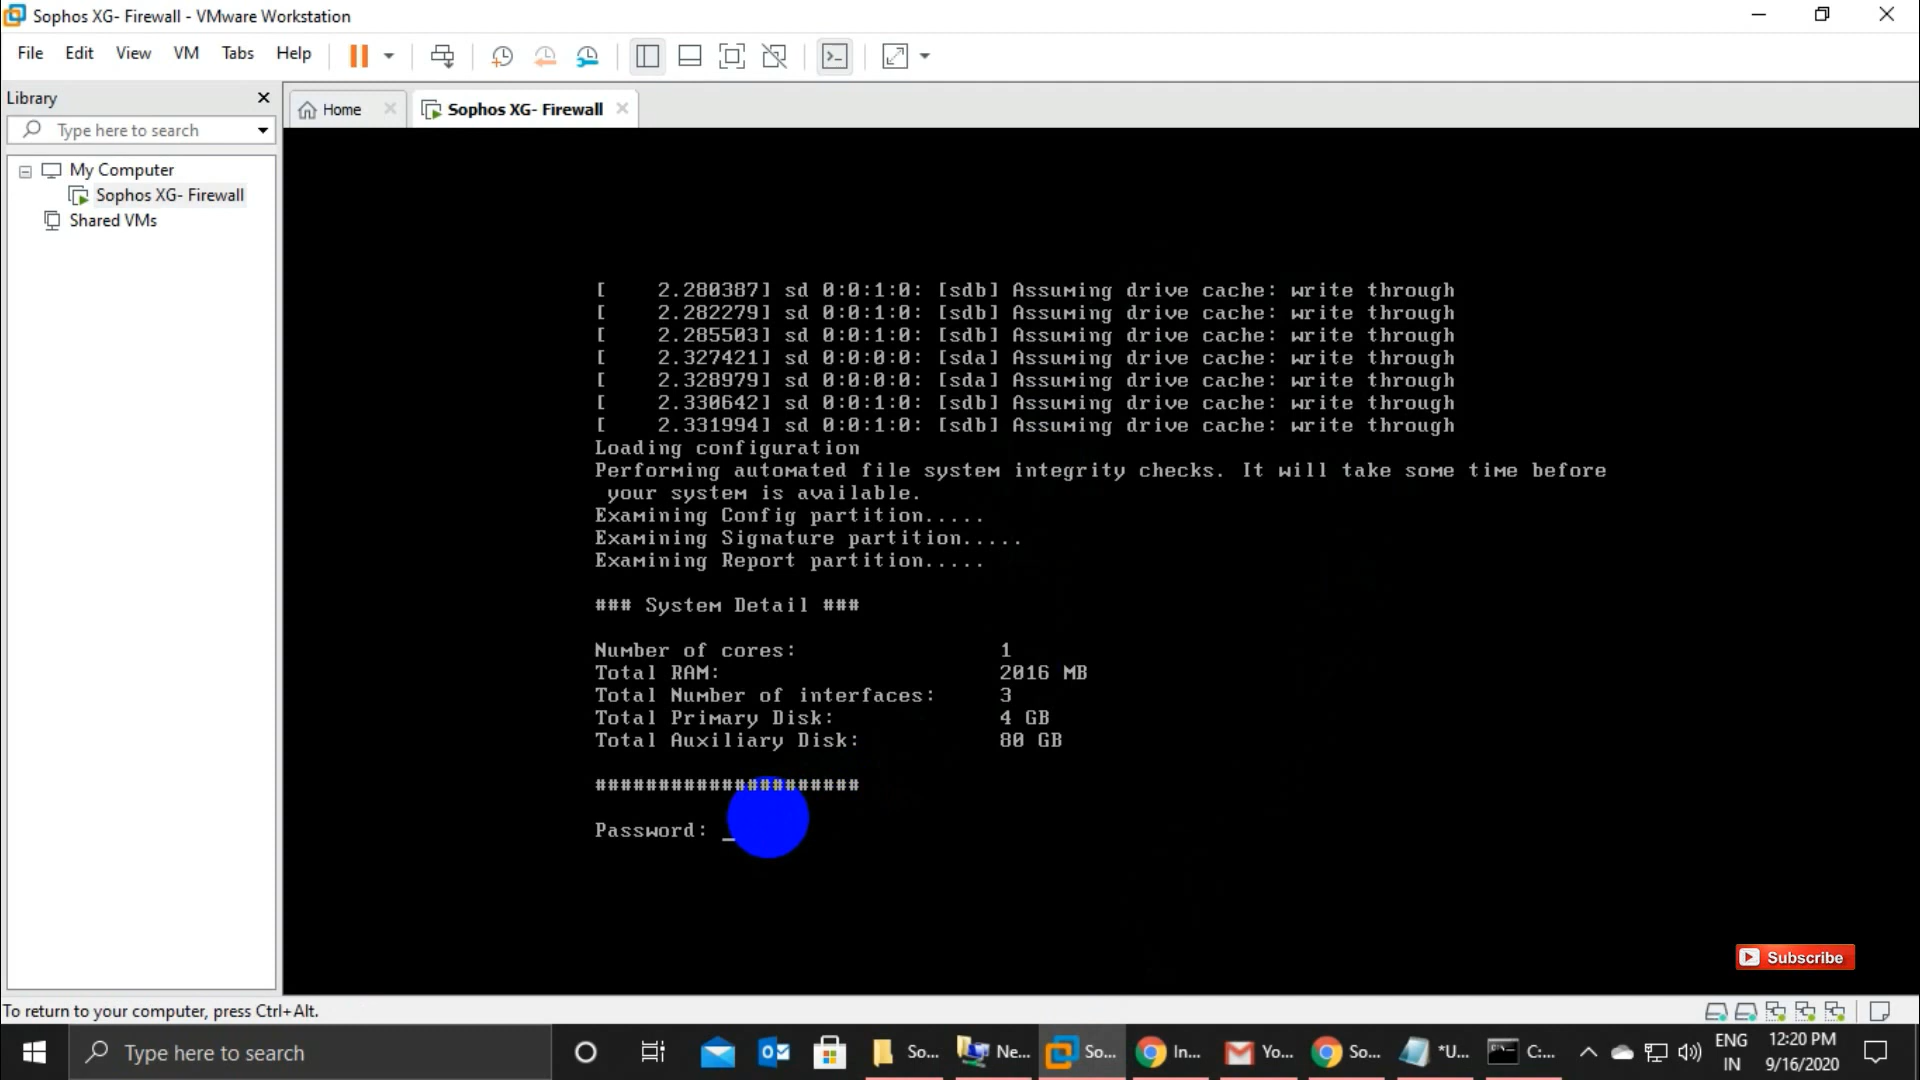 Sophos XG- Firewall - VMware Workstation
File Edit View VM Tabs Help
Library
Type here to search
My Computer
Sophos XG- Firewall
Shared VMs
Home
Sophos XG- Firewall
[    2.280387] sd 0:0:1:0: [sdb] Assuming drive cache: write through
[    2.282279] sd 0:0:1:0: [sdb] Assuming drive cache: write through
[    2.285503] sd 0:0:1:0: [sdb] Assuming drive cache: write through
[    2.327421] sd 0:0:0:0: [sda] Assuming drive cache: write through
[    2.328979] sd 0:0:0:0: [sda] Assuming drive cache: write through
[    2.330642] sd 0:0:1:0: [sdb] Assuming drive cache: write through
[    2.331994] sd 0:0:1:0: [sdb] Assuming drive cache: write through
Loading configuration
Performing automated file system integrity checks. It will take some time before
your system is available.
Examining Config partition.....
Examining Signature partition.....
Examining Report partition.....
### System Detail ###
Number of cores: 1
Total RAM: 2016 MB
Total Number of interfaces: 3
Total Primary Disk: 4 GB
Total Auxiliary Disk: 80 GB
#####################
Password: _
Subscribe
To return to your computer, press Ctrl+Alt.
Type here to search
So...
Ne...
So...
In...
Yo...
So...
*U...
C:...
ENG
IN
12:20 PM
9/16/2020